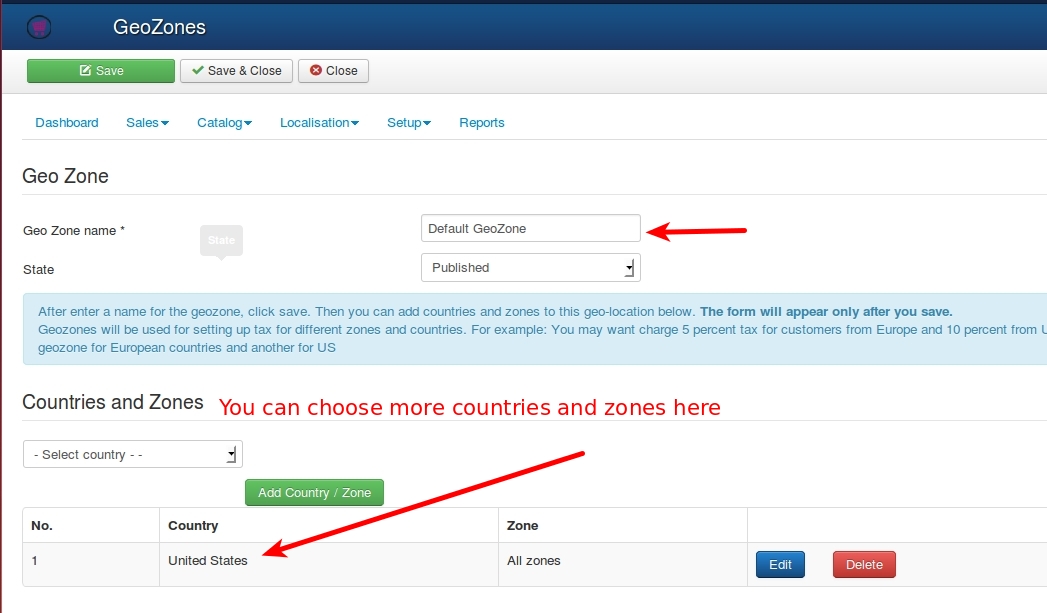 GeoZones
Save
Save & Close
Close
Dashboard
Sales
Catalog
Localisation
Setup
Reports
Geo Zone
Geo Zone name *
Default GeoZone
State
State
Published
After enter a name for the geozone, click save. Then you can add countries and zones to this geo-location below. The form will appear only after you save.
Geozones will be used for setting up tax for different zones and countries. For example: You may want charge 5 percent tax for customers from Europe and 10 percent from
geozone for European countries and another for US
Countries and Zones
You can choose more countries and zones here
- Select country - -
Add Country / Zone
No. Country Zone
1 United States All zones Edit Delete